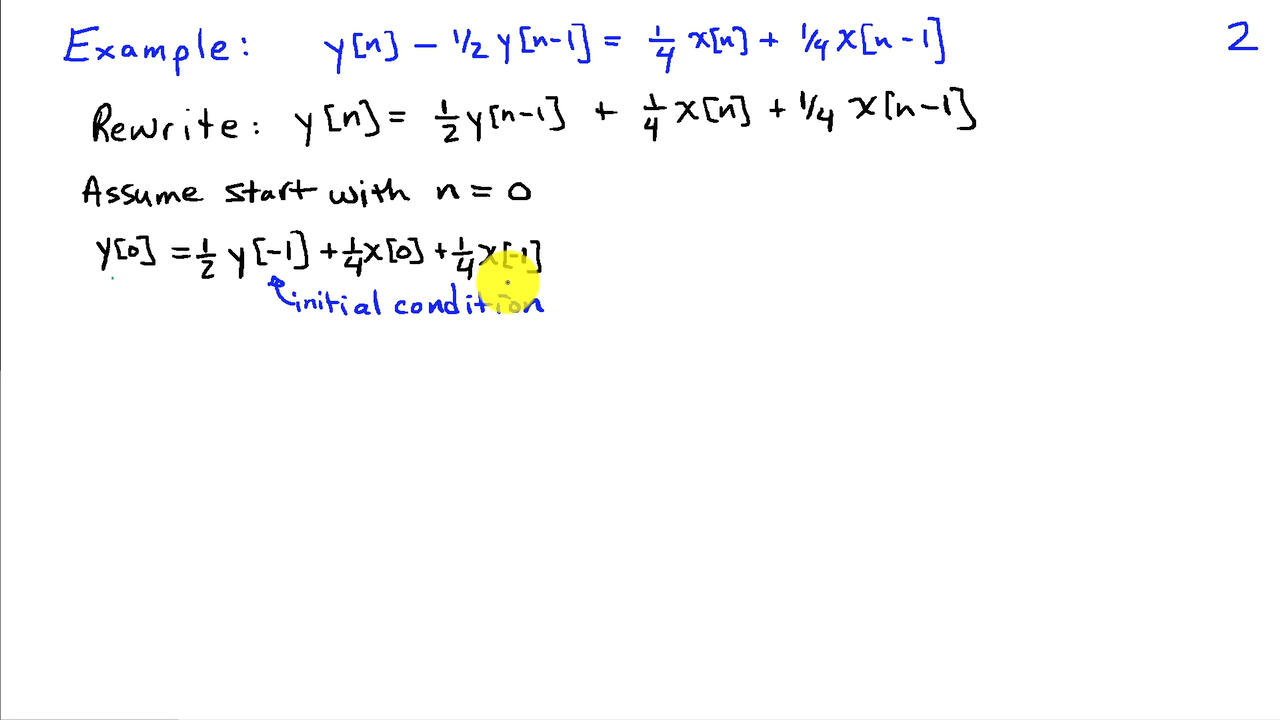 Example: y[n] - 1/2 y[n-1] = 1/4 x[n] + 1/4 x[n-1] 2
Rewrite: y[n] = 1/2 y[n-1] + 1/4 x[n] + 1/4 x[n-1]
Assume start with n = 0
y[0] = 1/2 y[-1] + 1/4 x[0] + 1/4 x[-1]
initial condition